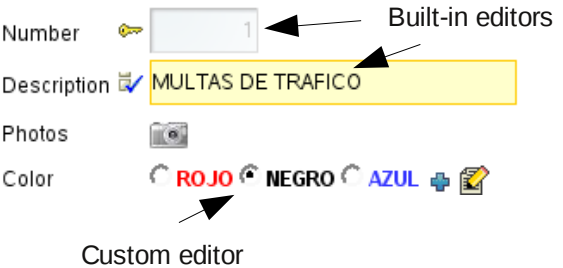 Built-in editors
Number 1
Description MULTAS DE TRAFICO
Photos
Color ROJO NEGRO AZUL
Custom editor